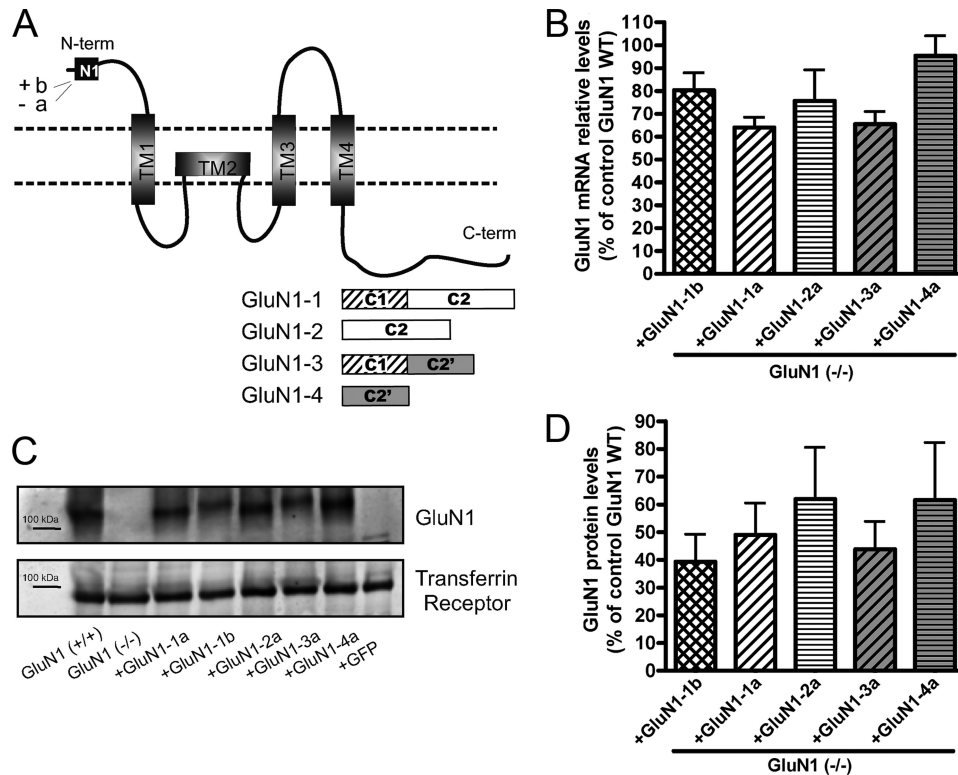 A
N-term
N1
+ b
- a
TM1
TM2
TM3
TM4
C-term
GluN1-1
C1
C2
GluN1-2
C2
GluN1-3
C1
C2’
GluN1-4
C2’
B
GluN1 mRNA relative levels
(% of control GluN1 WT)
110
100
90
80
70
60
50
40
30
20
10
0
+GluN1-1b
+GluN1-1a
+GluN1-2a
+GluN1-3a
+GluN1-4a
GluN1 (-/-)
C
100 kDa
GluN1
100 kDa
Transferrin
Receptor
GluN1 (+/+)
GluN1 (-/-)
+GluN1-1a
+GluN1-1b
+GluN1-2a
+GluN1-3a
+GluN1-4a
+GFP
D
GluN1 protein levels
(% of control GluN1 WT)
90
80
70
60
50
40
30
20
10
0
+GluN1-1b
+GluN1-1a
+GluN1-2a
+GluN1-3a
+GluN1-4a
GluN1 (-/-)